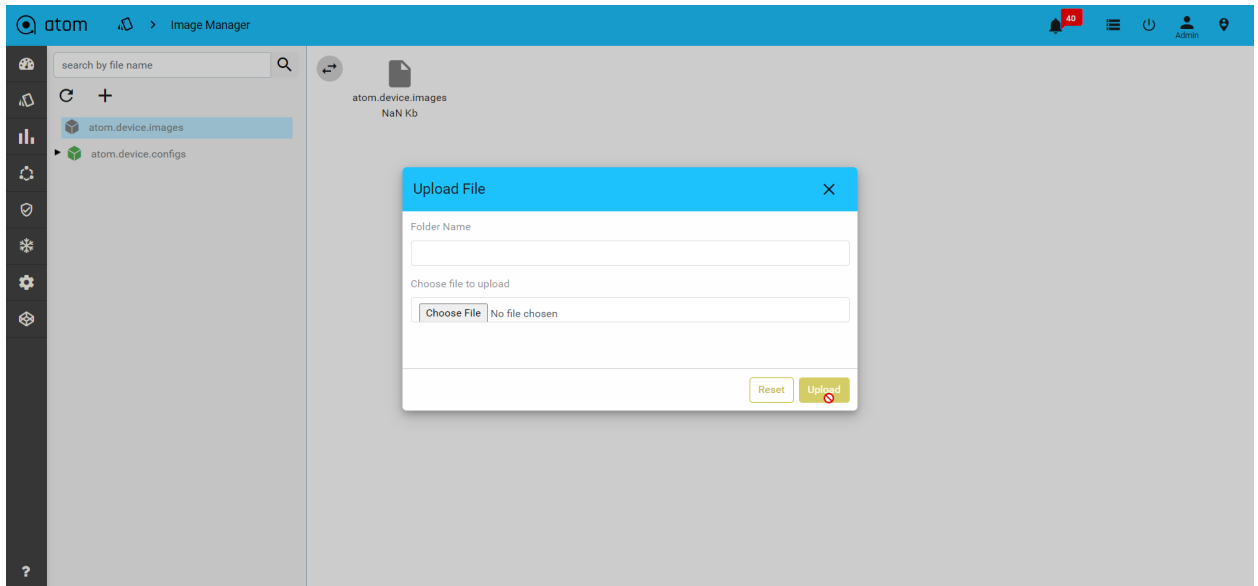 atom
Image Manager
40
Admin
search by file name
atom.device.images
atom.device.configs
atom.device.images
NaN Kb
Upload File
Folder Name
Choose file to upload
Choose File No file chosen
Reset
Upload
?